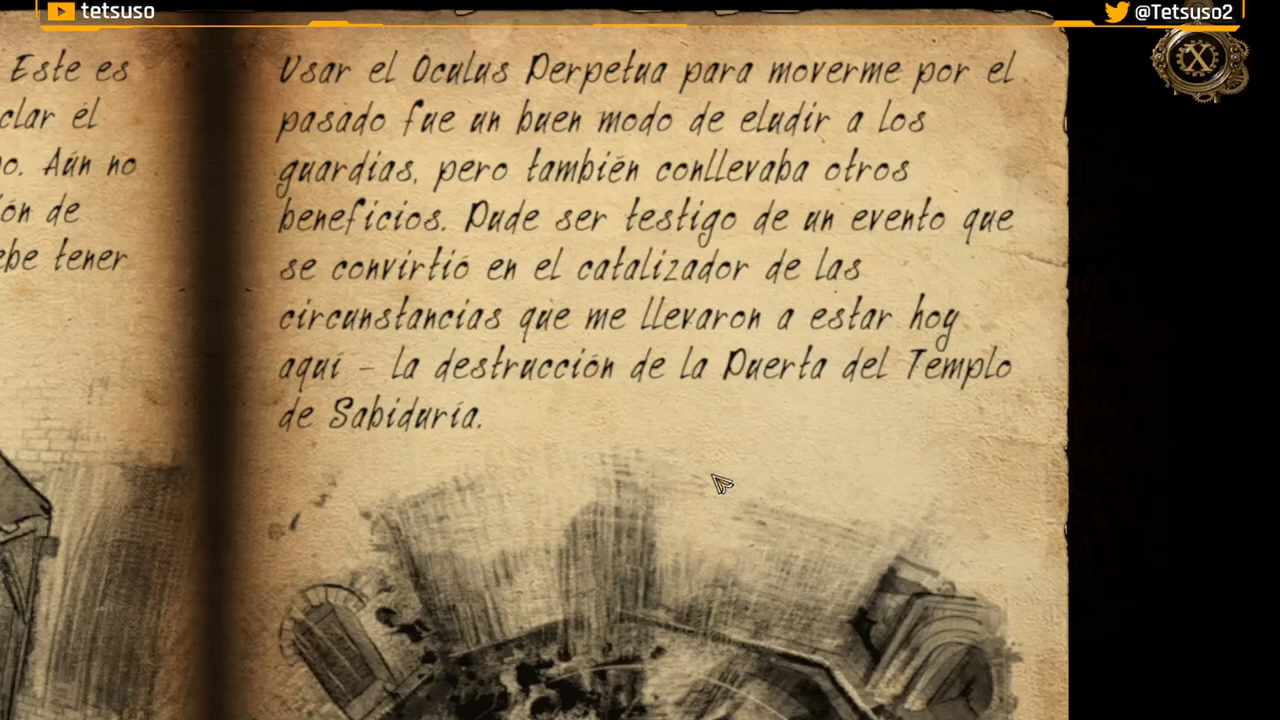 tetsuso
@Tetsuso2
X
Este es
clar él
o. Aún no
ón de
ebe tener
Usar el Oculus Perpetua para moverme por el
pasado fue un buen modo de eludir a los
guardias, pero también conllevaba otros
beneficios. Pude ser testigo de un evento que
se convirtió en el catalizador de las
circunstancias que me llevaron a estar hoy
aquí - la destrucción de la Puerta del Templo
de Sabiduría.